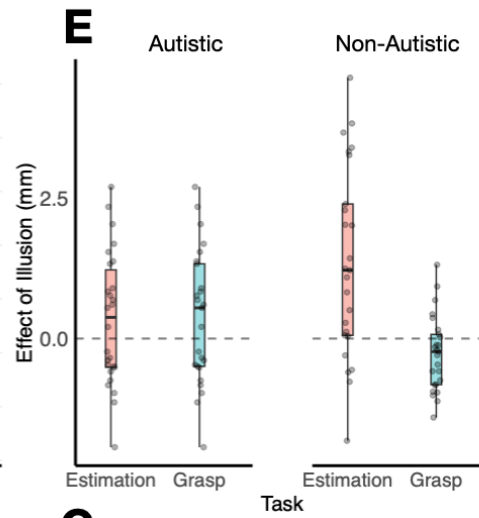 E
Autistic
Non-Autistic
Effect of Illusion (mm)
2.5
0.0
Estimation Grasp
Estimation Grasp
Task